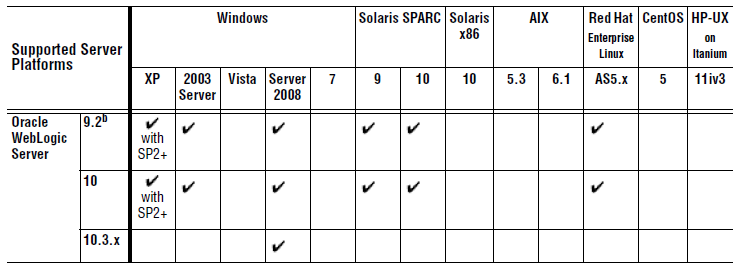 Supported Server Platforms
Windows Solaris SPARC Solaris x86 AIX Red Hat Enterprise Linux CentOS HP-UX on Itanium
XP 2003 Server Vista Server 2008 7 9 10 10 5.3 6.1 AS5.x 5 11iv3
Oracle WebLogic Server
9.2b ✔ with SP2+ ✔ ✔ ✔ ✔ ✔
10 ✔ with SP2+ ✔ ✔ ✔ ✔ ✔
10.3.x ✔